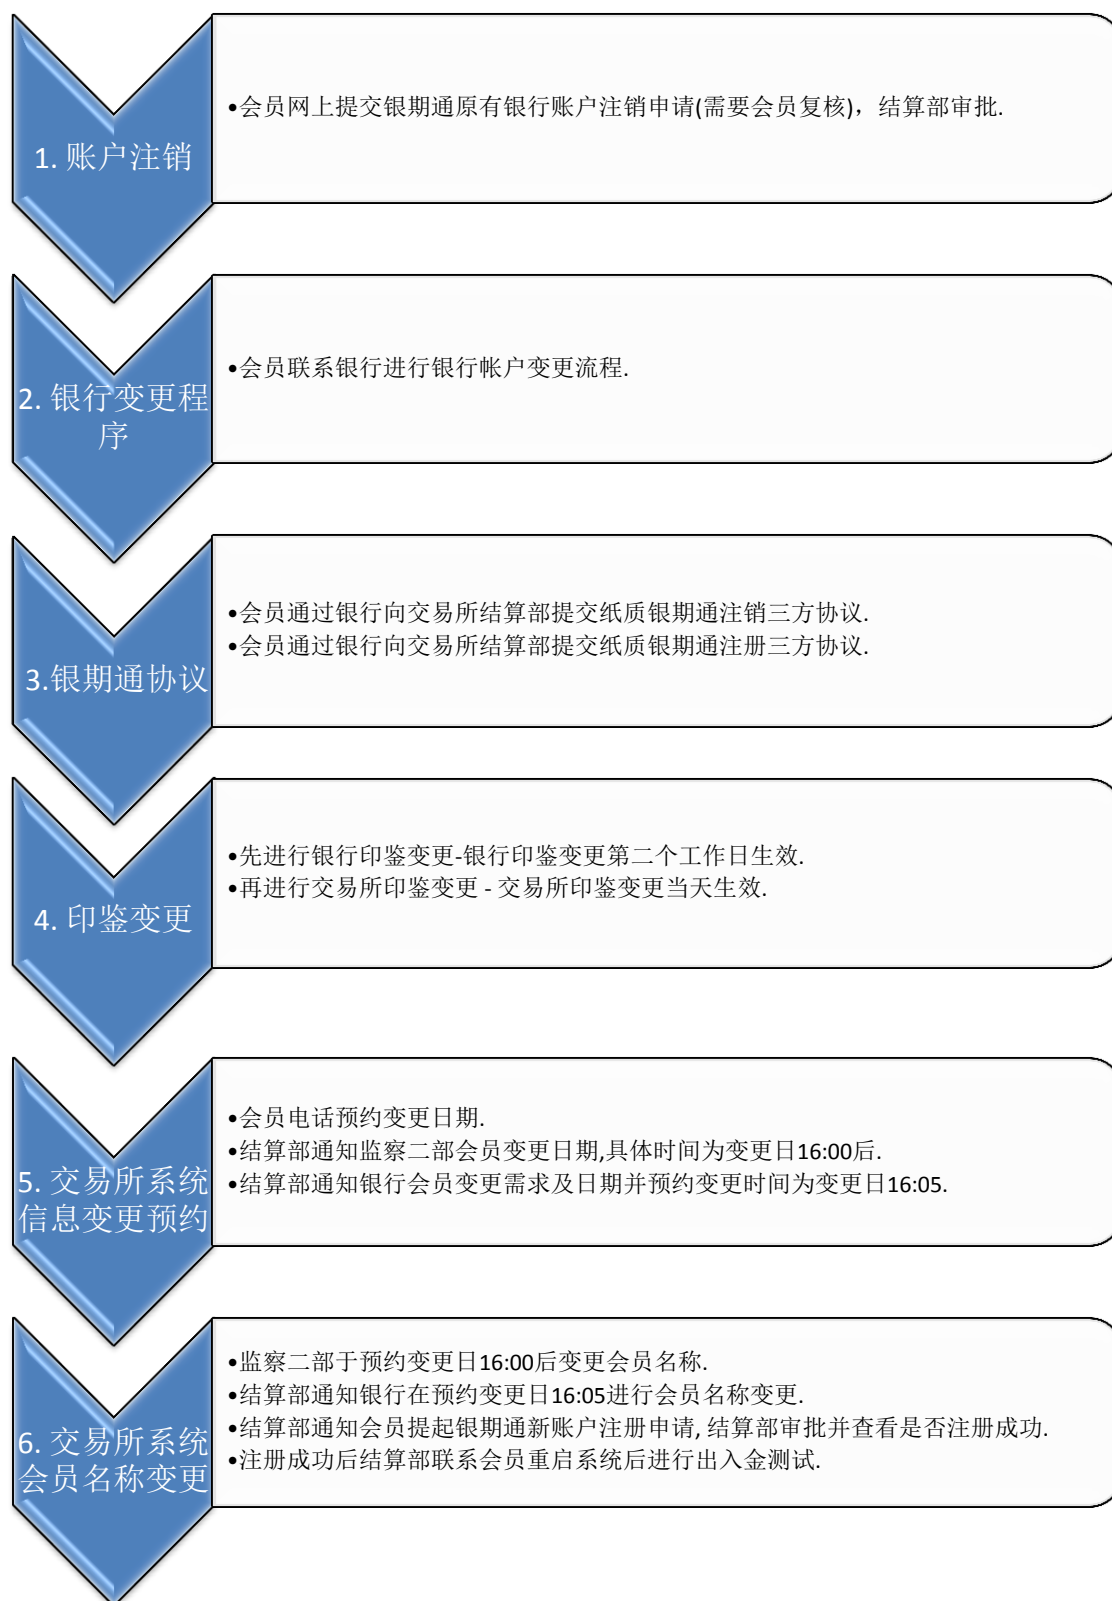 1. 账户注销
•会员网上提交银期通原有银行账户注销申请(需要会员复核)，结算部审批.
2. 银行变更程
序
•会员联系银行进行银行帐户变更流程.
3.银期通协议
•会员通过银行向交易所结算部提交纸质银期通注销三方协议.
•会员通过银行向交易所结算部提交纸质银期通注册三方协议.
4. 印鉴变更
•先进行银行印鉴变更-银行印鉴变更第二个工作日生效.
•再进行交易所印鉴变更 - 交易所印鉴变更当天生效.
5. 交易所系统
信息变更预约
•会员电话预约变更日期.
•结算部通知监察二部会员变更日期,具体时间为变更日16:00后.
•结算部通知银行会员变更需求及日期并预约变更时间为变更日16:05.
6. 交易所系统
会员名称变更
•监察二部于预约变更日16:00后变更会员名称.
•结算部通知银行在预约变更日16:05进行会员名称变更.
•结算部通知会员提起银期通新账户注册申请, 结算部审批并查看是否注册成功.
•注册成功后结算部联系会员重启系统后进行出入金测试.